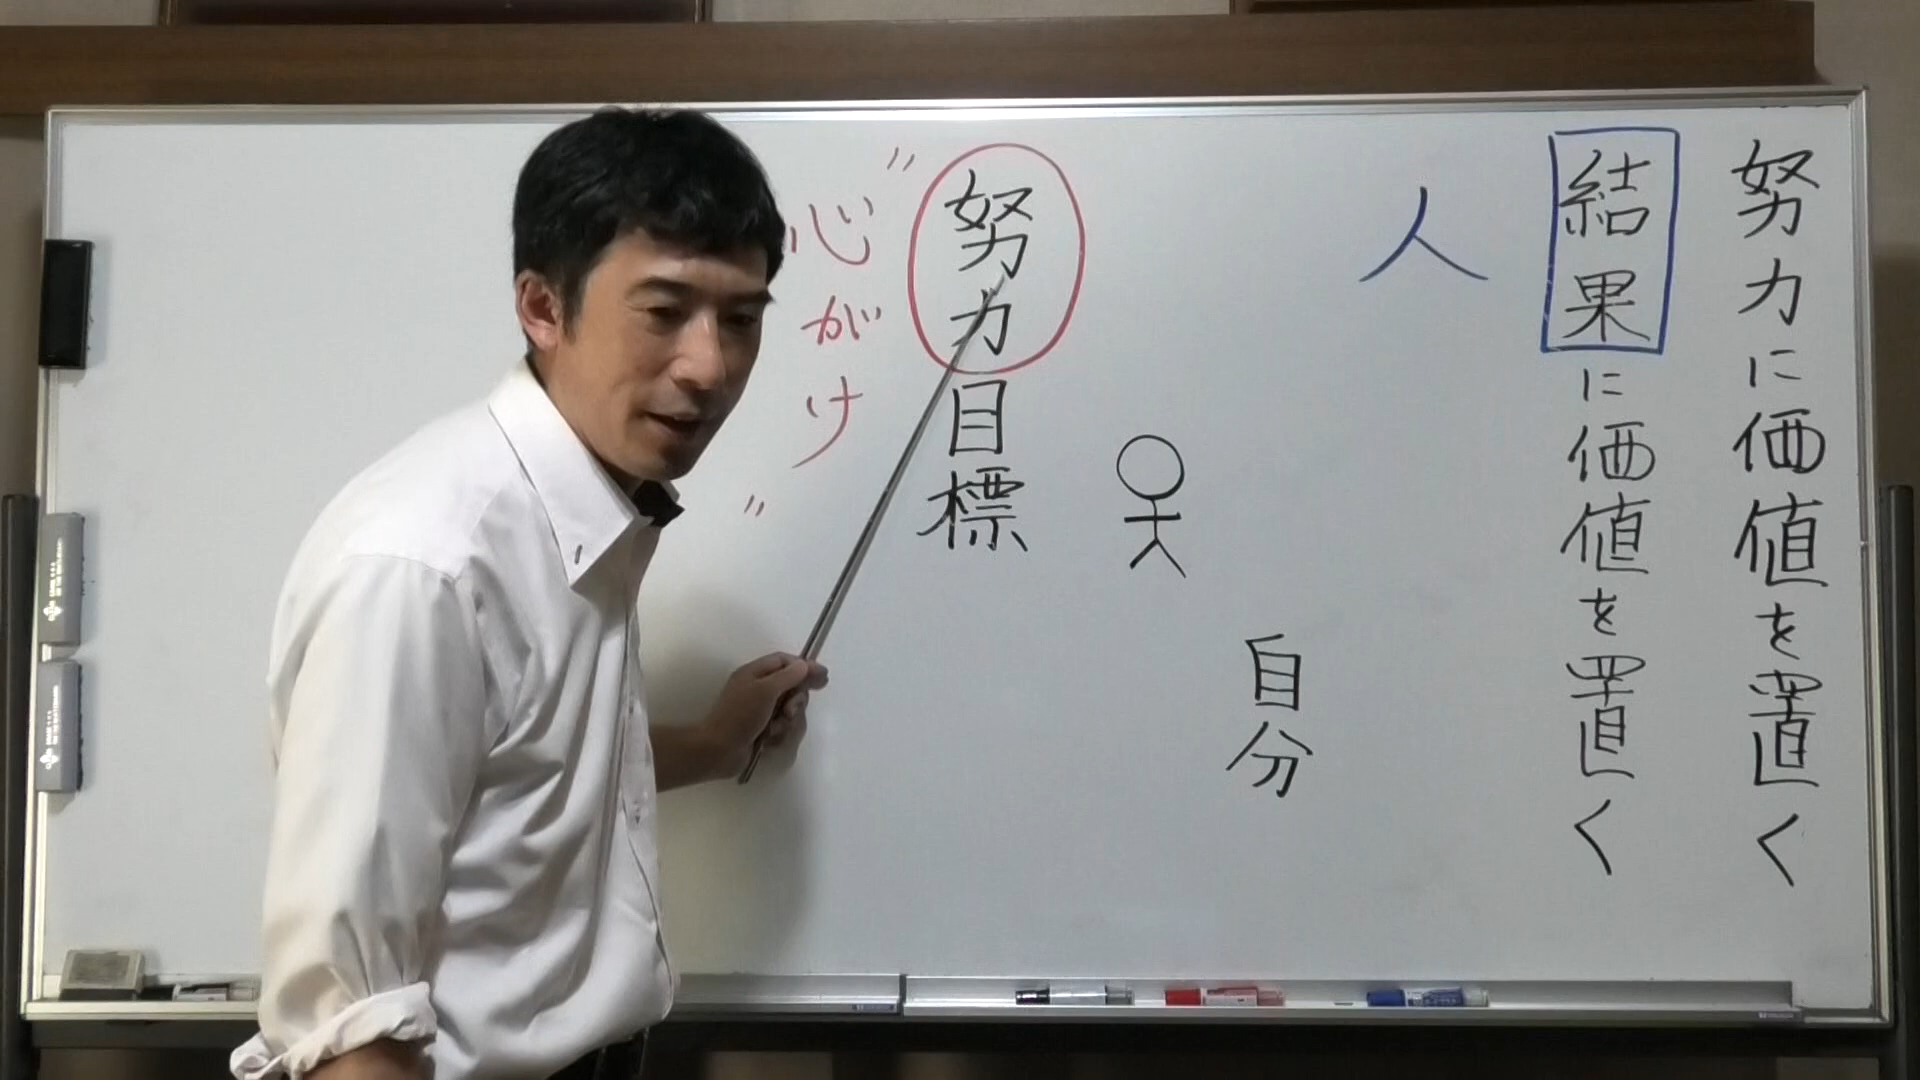 努力に価値を置く
結果に価値を置く
人
自分
努力目標
"心がけ"